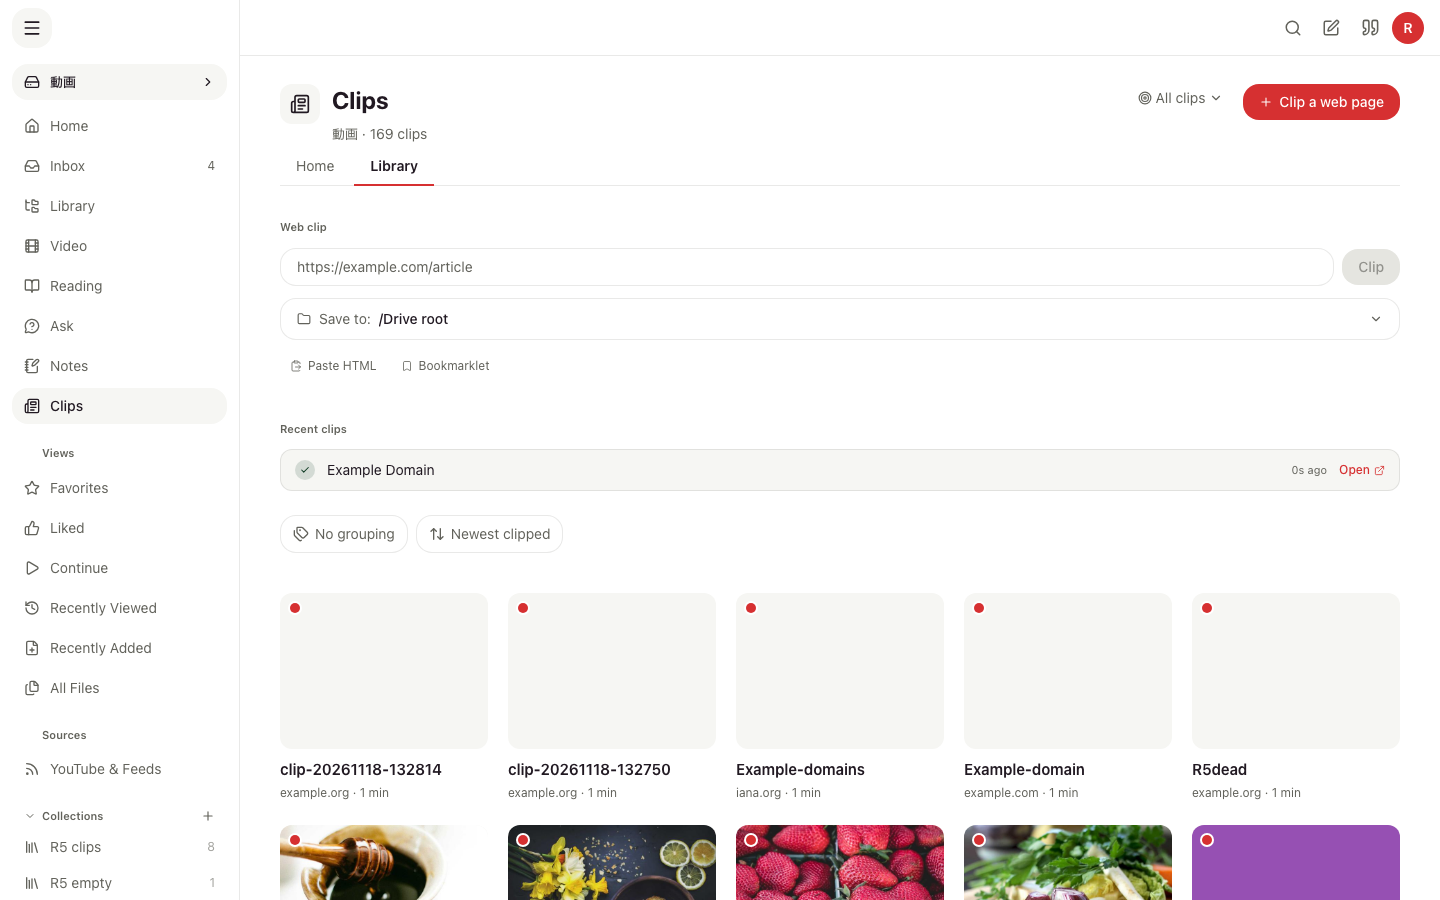 R
動画
Home
Inbox 4
Library
Video
Reading
Ask
Notes
Clips
Views
Favorites
Liked
Continue
Recently Viewed
Recently Added
All Files
Sources
YouTube & Feeds
Collections
R5 clips 8
R5 empty 1
Clips
動画 · 169 clips
All clips
Clip a web page
Home Library
Web clip
https://example.com/article
Clip
Save to: /Drive root
Paste HTML Bookmarklet
Recent clips
Example Domain 0s ago Open
No grouping Newest clipped
clip-20261118-132814
example.org · 1 min
clip-20261118-132750
example.org · 1 min
Example-domains
iana.org · 1 min
Example-domain
example.com · 1 min
R5dead
example.org · 1 min